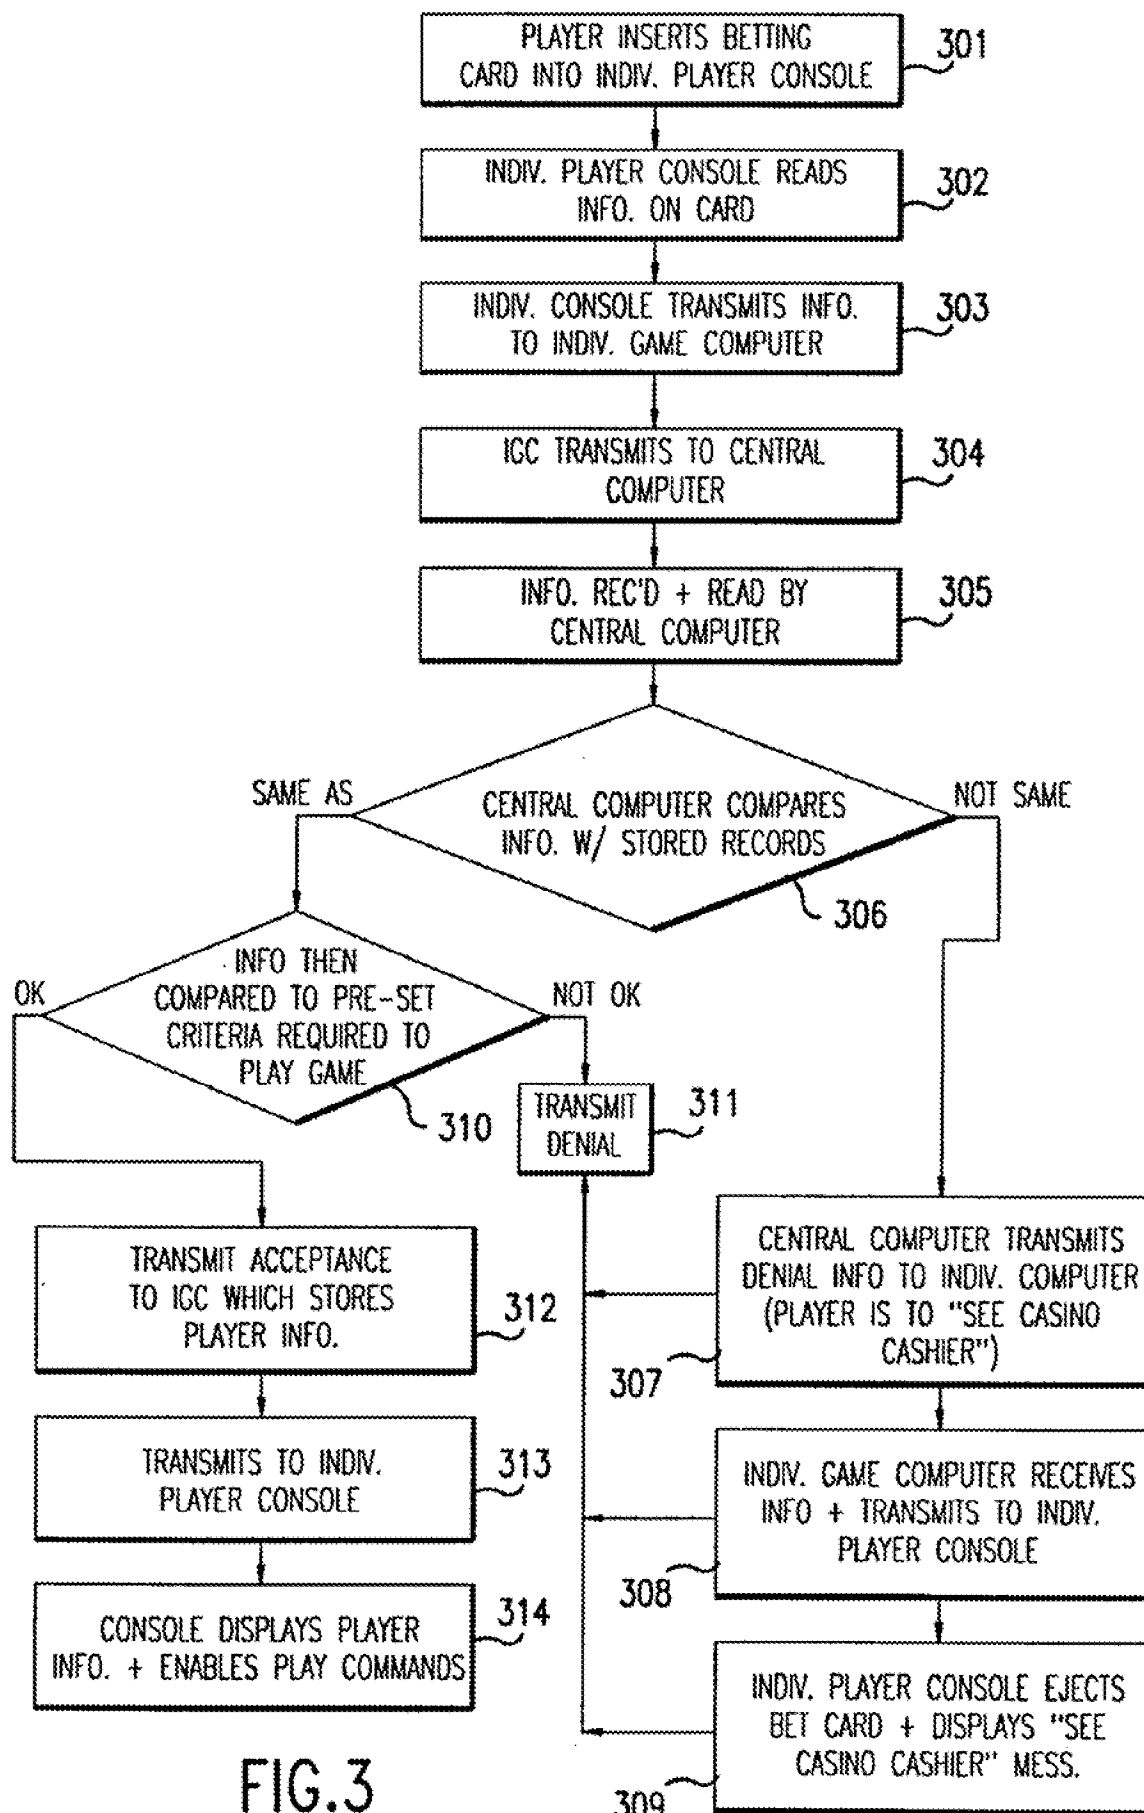 PLAYER INSERTS BETTING
CARD INTO INDIV. PLAYER CONSOLE
301
INDIV. PLAYER CONSOLE READS
INFO. ON CARD
302
INDIV. CONSOLE TRANSMITS INFO.
TO INDIV. GAME COMPUTER
303
IGC TRANSMITS TO CENTRAL
COMPUTER
304
INFO. REC'D + READ BY
CENTRAL COMPUTER
305
SAME AS
CENTRAL COMPUTER COMPARES
INFO. W/ STORED RECORDS
NOT SAME
306
OK
INFO THEN
COMPARED TO PRE-SET
CRITERIA REQUIRED TO
PLAY GAME
NOT OK
310
TRANSMIT
DENIAL
311
TRANSMIT ACCEPTANCE
TO IGC WHICH STORES
PLAYER INFO.
312
CENTRAL COMPUTER TRANSMITS
DENIAL INFO TO INDIV. COMPUTER
(PLAYER IS TO "SEE CASINO
CASHIER")
307
TRANSMITS TO INDIV.
PLAYER CONSOLE
313
INDIV. GAME COMPUTER RECEIVES
INFO + TRANSMITS TO INDIV.
PLAYER CONSOLE
308
CONSOLE DISPLAYS PLAYER
INFO. + ENABLES PLAY COMMANDS
314
INDIV. PLAYER CONSOLE EJECTS
BET CARD + DISPLAYS "SEE
CASINO CASHIER" MESS.
309
FIG.3